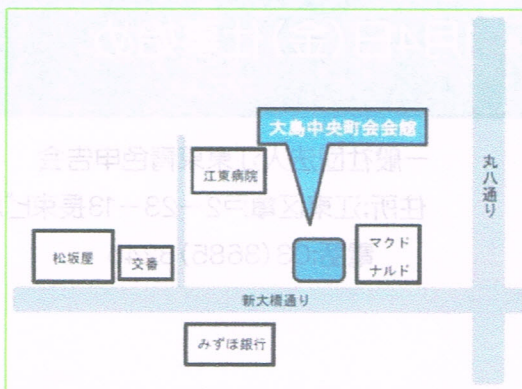 大島中央町会会館
江東病院
丸八通り
松坂屋
交番
マクド
ナルド
新大橋通り
みずほ銀行